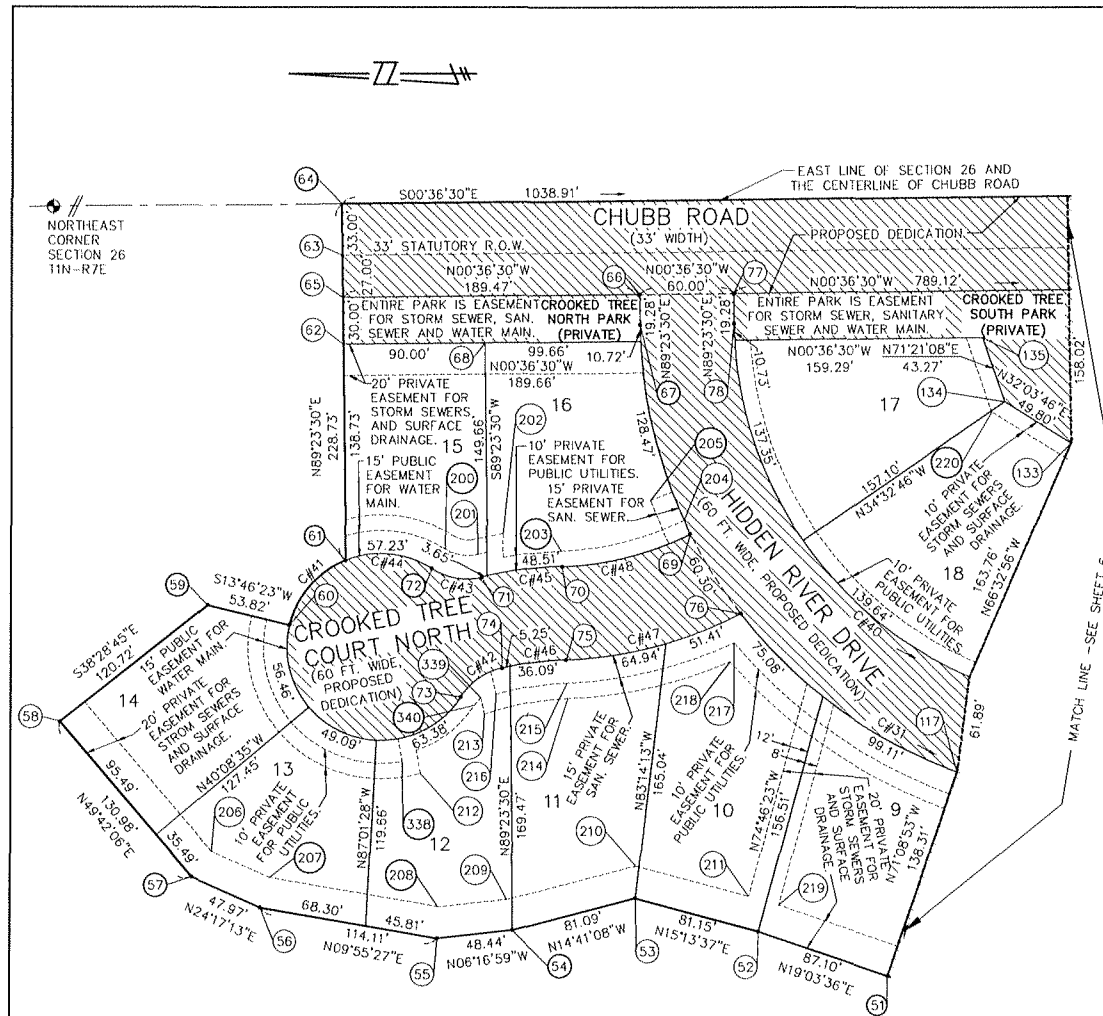 EAST LINE OF SECTION 26 AND
THE CENTERLINE OF CHUBB ROAD
64
S00°36'30"E 1038.91'
NORTHEAST
CORNER
SECTION 26
T1N-R7E
CHUBB ROAD
(33' WIDTH)
PROPOSED DEDICATION
63
33.00'
33' STATUTORY R.O.W.
27.00'
65
N00°36'30"W
189.47'
66
N00°36'30"W
60.00'
77
N00°36'30"W 789.12'
ENTIRE PARK IS EASEMENT
FOR STORM SEWER, SAN.
SEWER AND WATER MAIN.
CROOKED TREE
NORTH PARK
(PRIVATE)
19.28'
N89°23'30"E
19.28'
N89°23'30"E
ENTIRE PARK IS EASEMENT
FOR STORM SEWER, SANITARY
SEWER AND WATER MAIN.
CROOKED TREE
SOUTH PARK
(PRIVATE)
30.00'
62
90.00'
68
99.66'
10.72'
N00°36'30"W
189.66'
67
78
10.73'
N00°36'30"W
159.29'
N71°21'08"E
43.27'
135
N32°03'46"E
49.80'
134
158.02'
20' PRIVATE
EASEMENT FOR
STORM SEWERS
AND SURFACE
DRAINAGE.
15
16
17
202
N89°23'30"E
228.73'
138.73'
149.66'
S89°23'30"W
15' PUBLIC
EASEMENT
FOR WATER
MAIN.
200
201
10' PRIVATE
EASEMENT FOR
PUBLIC UTILITIES.
15' PRIVATE
EASEMENT FOR
SAN. SEWER.
128.47'
137.35'
205
204
157.10'
N34°32'46"W
220
133
10' PRIVATE
EASEMENT FOR
STORM SEWERS
AND SURFACE
DRAINAGE.
18
163.76'
N66°32'56"W
HIDDEN RIVER DRIVE
(60 FT. WIDE, PROPOSED DEDICATION)
10' PRIVATE
EASEMENT FOR
PUBLIC UTILITIES.
139.64'
C#40
61
57.23'
C#44
3.65'
203
48.51'
C#41
72
C#43
71
C#45
C#48
70
69
60.30'
76
59
S13°46'23"W
53.82'
60
CROOKED TREE
COURT NORTH
(60 FT. WIDE,
PROPOSED
DEDICATION)
74
5.25'
C#46
75
C#47
339
73
340
C#42
36.09'
64.94'
51.41'
75.06'
S38°28'45"E
120.72'
58
14
15' PUBLIC
EASEMENT FOR
WATER MAIN.
20' PRIVATE
EASEMENT FOR
STORM SEWERS
AND SURFACE
DRAINAGE.
56.46'
49.09'
63.38'
213
216
212
215
214
218
217
C#31
99.11'
117
61.89'
MATCH LINE -SEE SHEET 6
95.49'
130.98'
N49°42'06"E
35.49'
N40°08'35"W
127.45'
13
206
10' PRIVATE
EASEMENT
FOR PUBLIC
UTILITIES.
207
N87°01'28"W
119.66'
338
12
208
209
N89°23'30"E
169.47'
11
15' PRIVATE
EASEMENT FOR
SAN. SEWER.
210
N83°14'13"W
165.04'
10' PRIVATE
EASEMENT FOR
PUBLIC UTILITIES.
10
211
12'
8'
N74°46'23"W
156.51'
9
20' PRIVATE
EASEMENT FOR
STORM SEWERS
AND SURFACE
DRAINAGE.
N71°08'53"W
138.31'
219
57
47.97'
N24°17'13"E
56
68.30'
45.81'
114.11'
N09°55'27"E
55
48.44'
N06°16'59"W
54
81.09'
N14°41'08"W
53
81.15'
N15°13'37"E
52
87.10'
N19°03'36"E
51